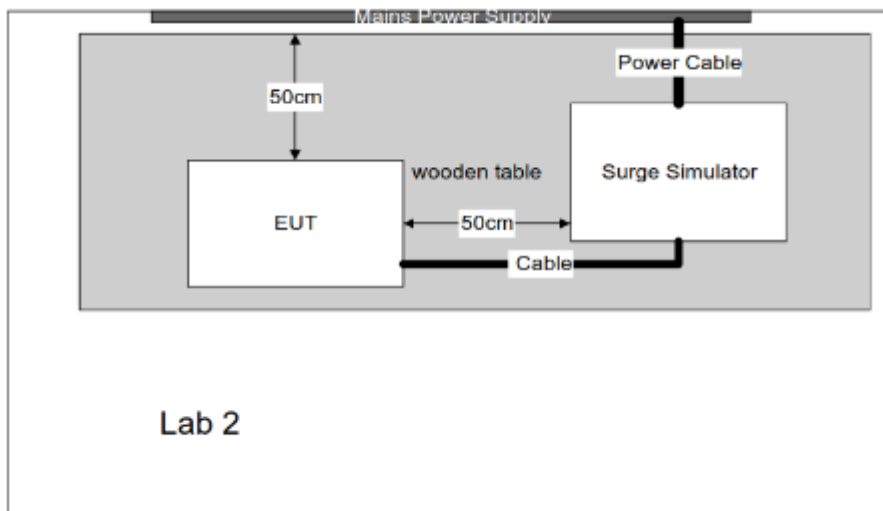 Mains Power Supply
Power Cable
50cm
wooden table
Surge Simulator
EUT
50cm
Cable
Lab 2